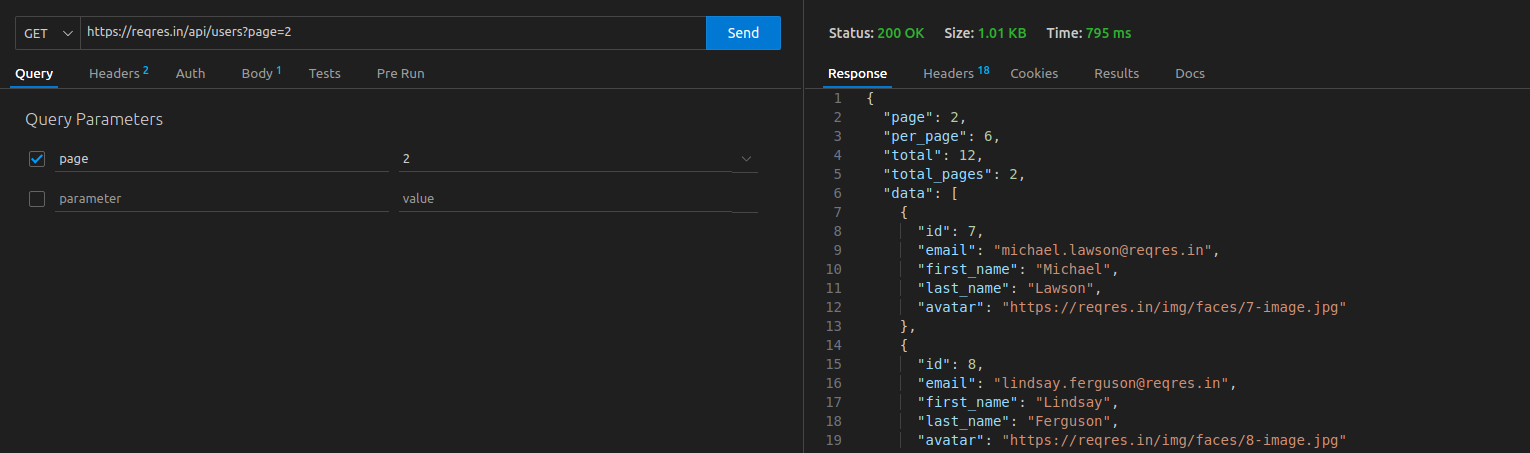 GET https://reqres.in/api/users?page=2 Send
Query Headers 2 Auth Body 1 Tests Pre Run
Query Parameters
page 2
parameter value
Status: 200 OK Size: 1.01 KB Time: 795 ms
Response Headers 18 Cookies Results Docs
1 {
2 "page": 2,
3 "per_page": 6,
4 "total": 12,
5 "total_pages": 2,
6 "data": [
7 {
8 "id": 7,
9 "email": "michael.lawson@reqres.in",
10 "first_name": "Michael",
11 "last_name": "Lawson",
12 "avatar": "https://reqres.in/img/faces/7-image.jpg"
13 },
14 {
15 "id": 8,
16 "email": "lindsay.ferguson@reqres.in",
17 "first_name": "Lindsay",
18 "last_name": "Ferguson",
19 "avatar": "https://reqres.in/img/faces/8-image.jpg"